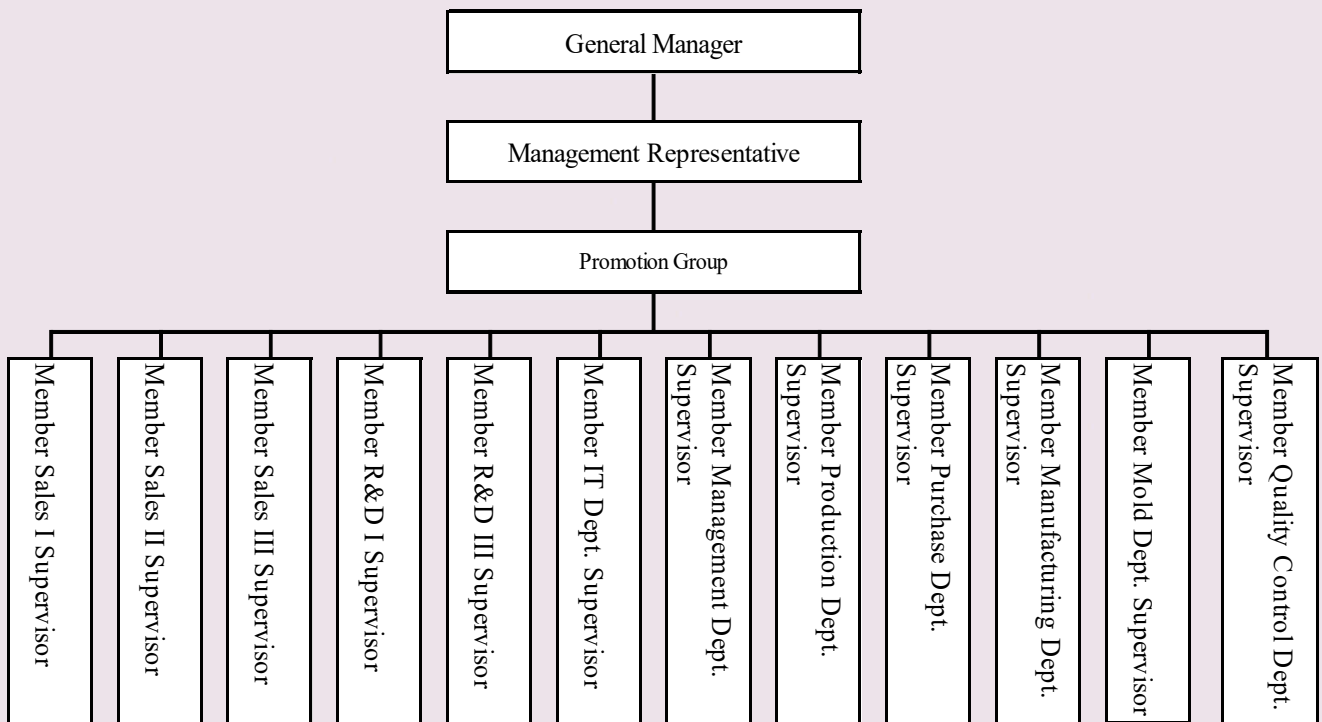 General Manager
Management Representative
Promotion Group
Member Sales I Supervisor
Member Sales II Supervisor
Member Sales III Supervisor
Member R&D I Supervisor
Member R&D III Supervisor
Member IT Dept. Supervisor
Member Management Dept.
Supervisor
Member Production Dept.
Supervisor
Member Purchase Dept.
Supervisor
Member Manufacturing Dept.
Supervisor
Member Mold Dept. Supervisor
Member Quality Control Dept.
Supervisor